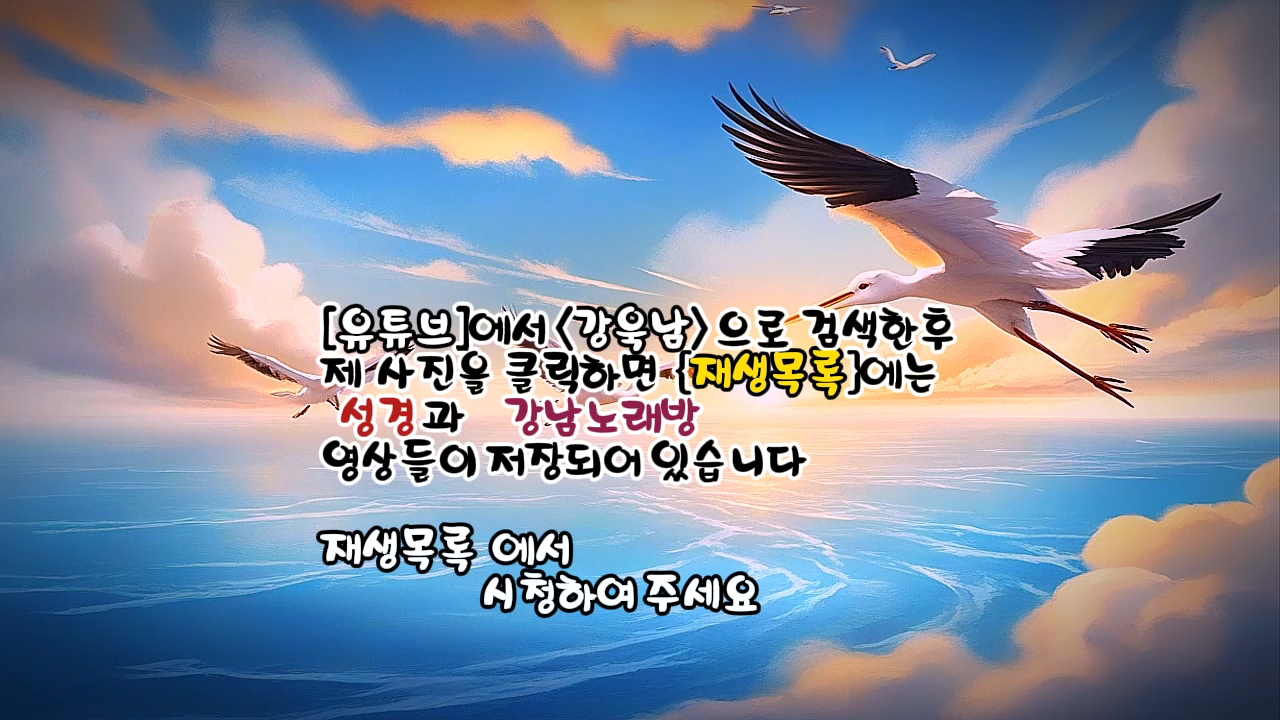 [유튜브]에서 <강욱남> 으로 검색한후
제 사진을 클릭하면 [재생목록]에는
성경과 강남노래방
영상들이 저장되어 있습니다
재생목록 에서
시청하여 주세요